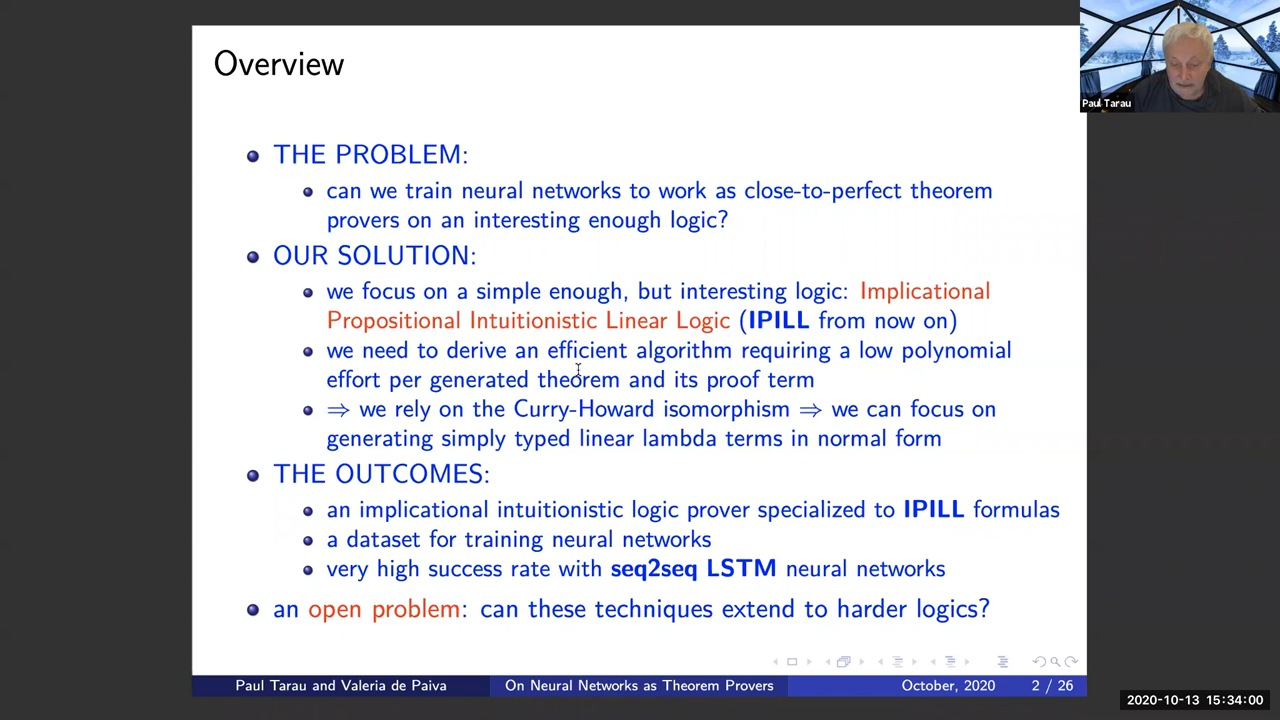 Overview
THE PROBLEM:
can we train neural networks to work as close-to-perfect theorem
provers on an interesting enough logic?
OUR SOLUTION:
we focus on a simple enough, but interesting logic: Implicational
Propositional Intuitionistic Linear Logic (IPILL from now on)
we need to derive an efficient algorithm requiring a low polynomial
effort per generated theorem and its proof term
⇒ we rely on the Curry-Howard isomorphism ⇒ we can focus on
generating simply typed linear lambda terms in normal form
THE OUTCOMES:
an implicational intuitionistic logic prover specialized to IPILL formulas
a dataset for training neural networks
very high success rate with seq2seq LSTM neural networks
an open problem: can these techniques extend to harder logics?
Paul Tarau and Valeria de Paiva
On Neural Networks as Theorem Provers
October, 2020
2 / 26
Paul Tarau
2020-10-13 15:34:00